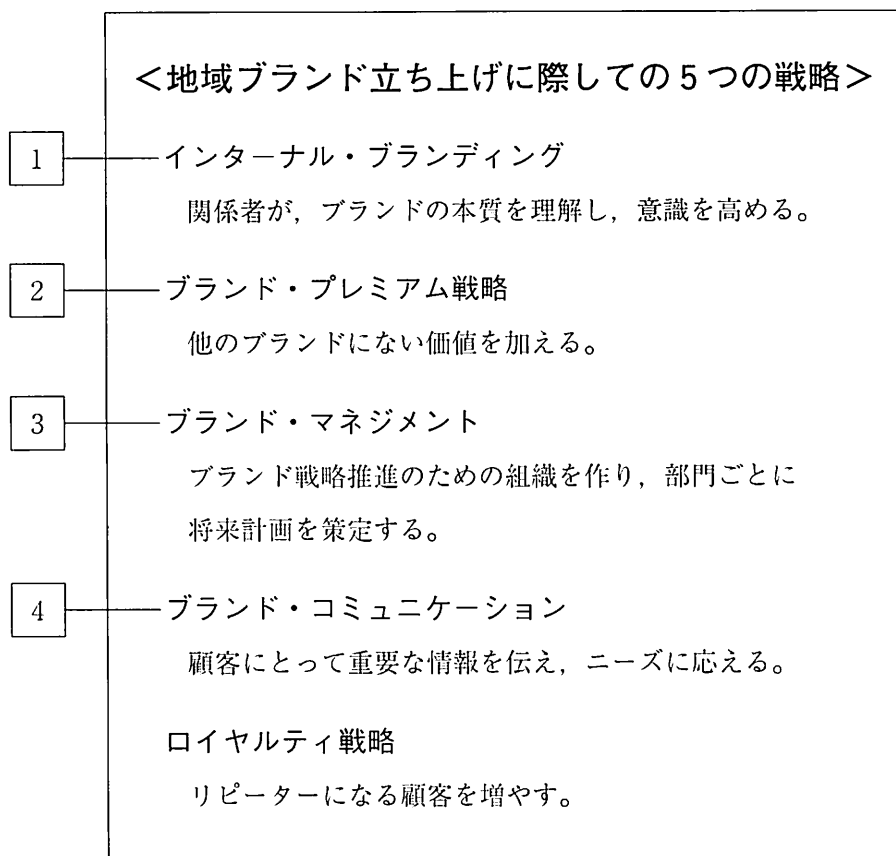 ＜地域ブランド立ち上げに際しての5つの戦略＞
1 インターナル・ブランディング
関係者が，ブランドの本質を理解し，意識を高める。
2 ブランド・プレミアム戦略
他のブランドにない価値を加える。
3 ブランド・マネジメント
ブランド戦略推進のための組織を作り，部門ごとに
将来計画を策定する。
4 ブランド・コミュニケーション
顧客にとって重要な情報を伝え，ニーズに応える。
ロイヤルティ戦略
リピーターになる顧客を増やす。